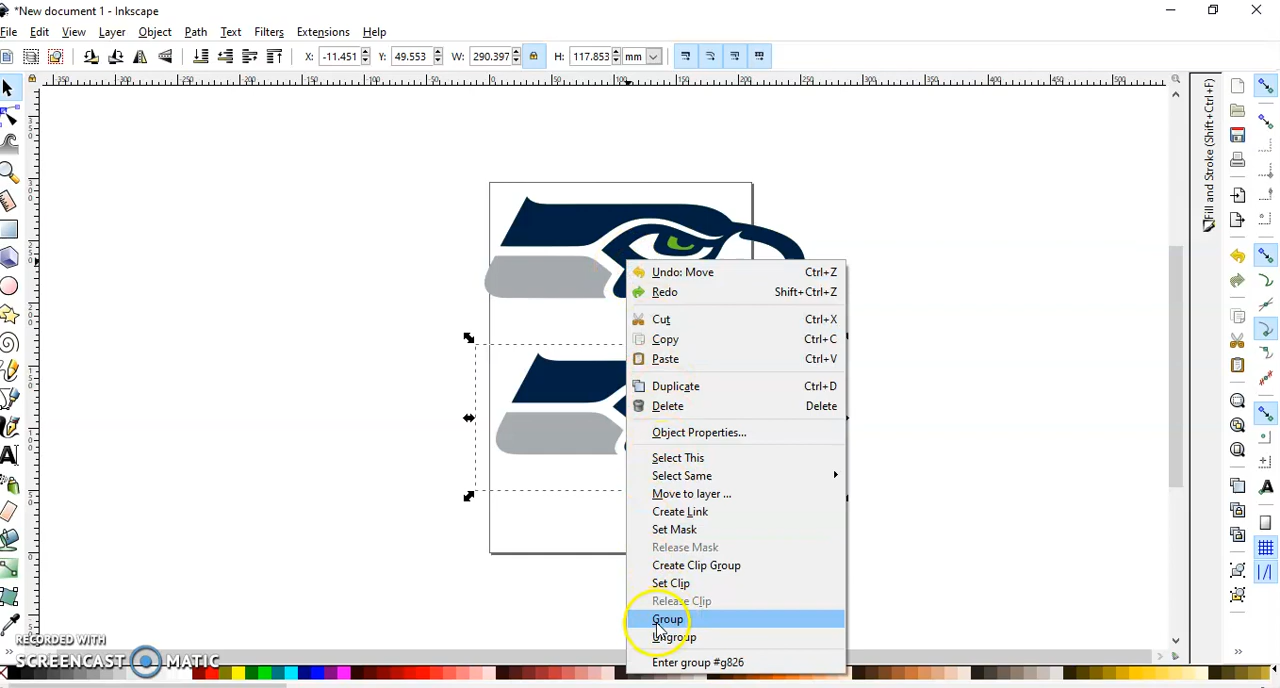 *New document 1 - Inkscape
File Edit View Layer Object Path Text Filters Extensions Help
X: -11.451 Y: 49.553 W: 290.397 H: 117.853 mm
Fill and Stroke (Shift+Ctrl+F)
Undo: Move Ctrl+Z
Redo Shift+Ctrl+Z
Cut Ctrl+X
Copy Ctrl+C
Paste Ctrl+V
Duplicate Ctrl+D
Delete Delete
Object Properties...
Select This
Select Same
Move to layer ...
Create Link
Set Mask
Release Mask
Create Clip Group
Set Clip
Release Clip
Group
Ungroup
Enter group #g826
RECORDED WITH
SCREENCAST MATIC